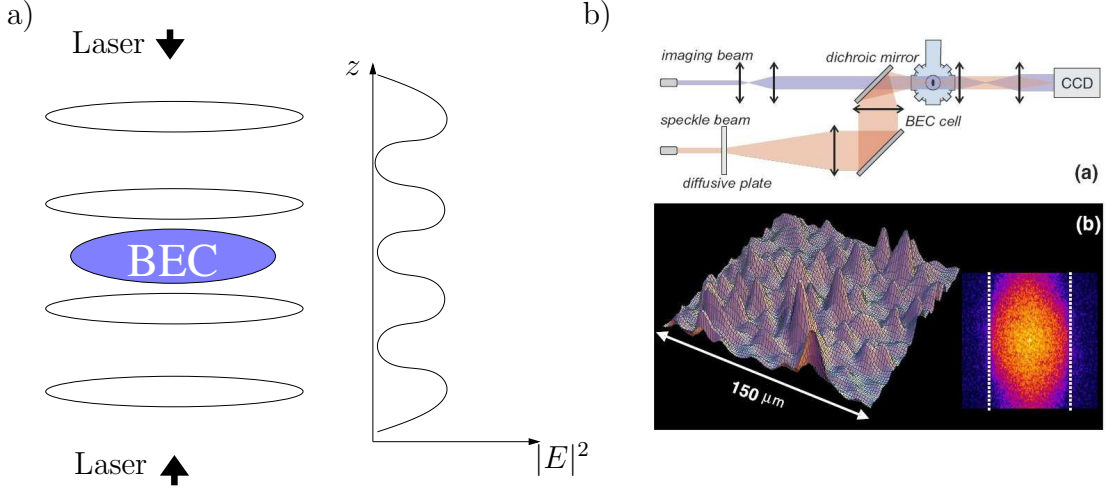 a)
Laser
z
BEC
Laser
|E|²
b)
imaging beam
dichroic mirror
CCD
speckle beam
BEC cell
diffusive plate
(a)
(b)
150 μm